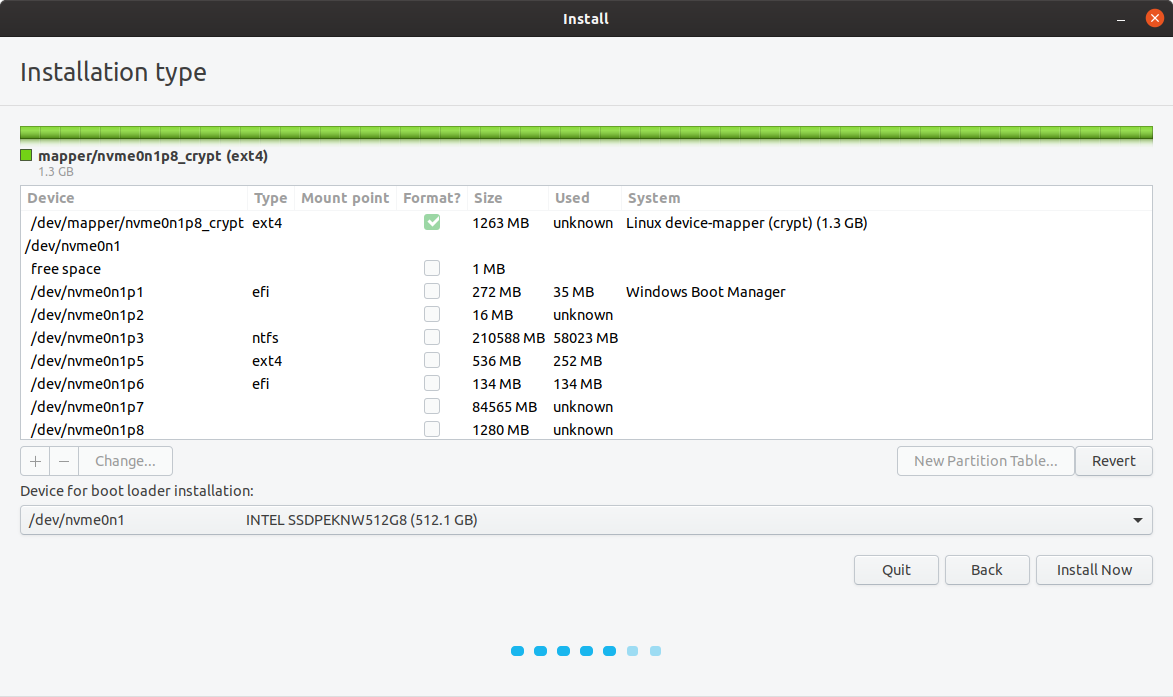 Install
Installation type
mapper/nvme0n1p8_crypt (ext4)
1.3 GB
Device Type Mount point Format? Size Used System
/dev/mapper/nvme0n1p8_crypt ext4 1263 MB unknown Linux device-mapper (crypt) (1.3 GB)
/dev/nvme0n1
free space 1 MB
/dev/nvme0n1p1 efi 272 MB 35 MB Windows Boot Manager
/dev/nvme0n1p2 16 MB unknown
/dev/nvme0n1p3 ntfs 210588 MB 58023 MB
/dev/nvme0n1p5 ext4 536 MB 252 MB
/dev/nvme0n1p6 efi 134 MB 134 MB
/dev/nvme0n1p7 84565 MB unknown
/dev/nvme0n1p8 1280 MB unknown
+ − Change... New Partition Table... Revert
Device for boot loader installation:
/dev/nvme0n1 INTEL SSDPEKNW512G8 (512.1 GB)
Quit Back Install Now